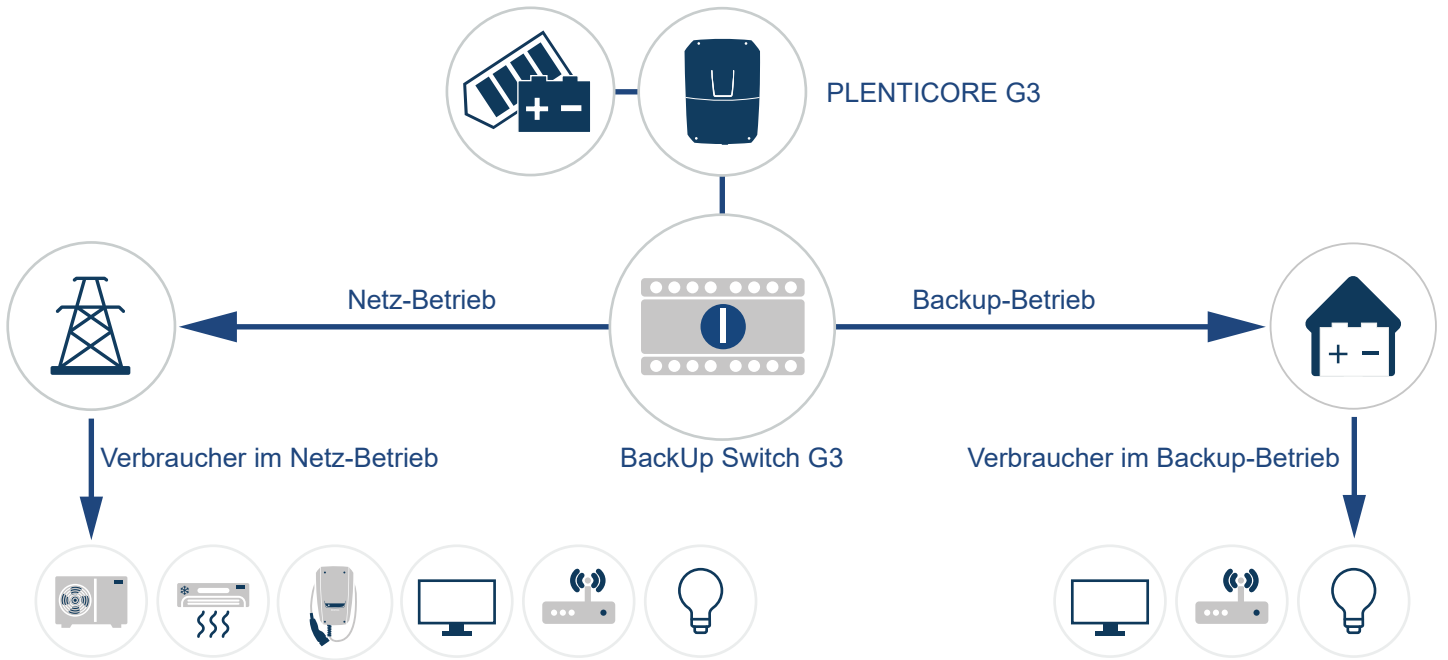 PLENTICORE G3
Netz-Betrieb
Backup-Betrieb
Verbraucher im Netz-Betrieb
BackUp Switch G3
Verbraucher im Backup-Betrieb